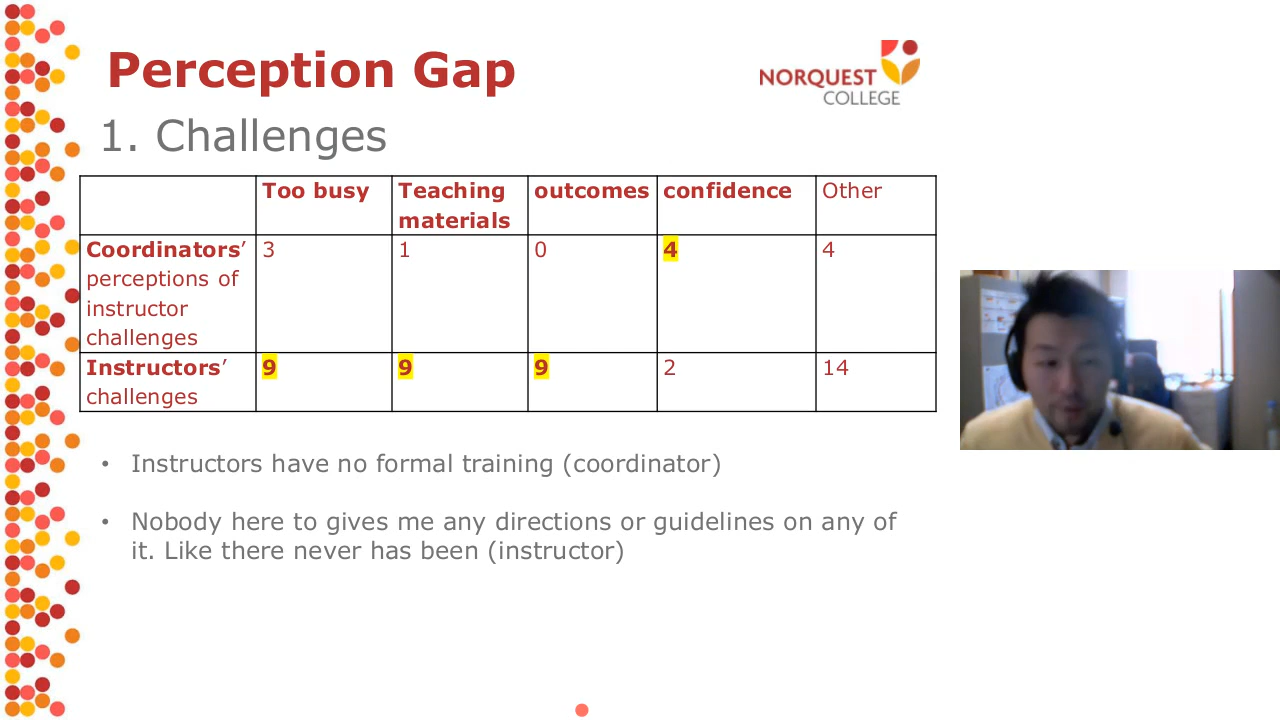 Perception Gap
NORQUEST
COLLEGE
1. Challenges
Too busy
Teaching
materials
outcomes
confidence
Other
Coordinators’
perceptions of
instructor
challenges
3
1
0
4
4
Instructors’
challenges
9
9
9
2
14
• Instructors have no formal training (coordinator)
• Nobody here to gives me any directions or guidelines on any of
it. Like there never has been (instructor)